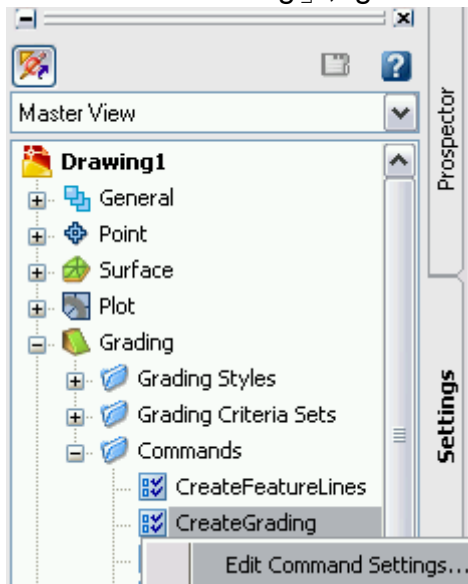 Master View
Drawing1
General
Point
Surface
Plot
Grading
Grading Styles
Grading Criteria Sets
Commands
CreateFeatureLines
CreateGrading
Edit Command Settings...
Prospector
Settings